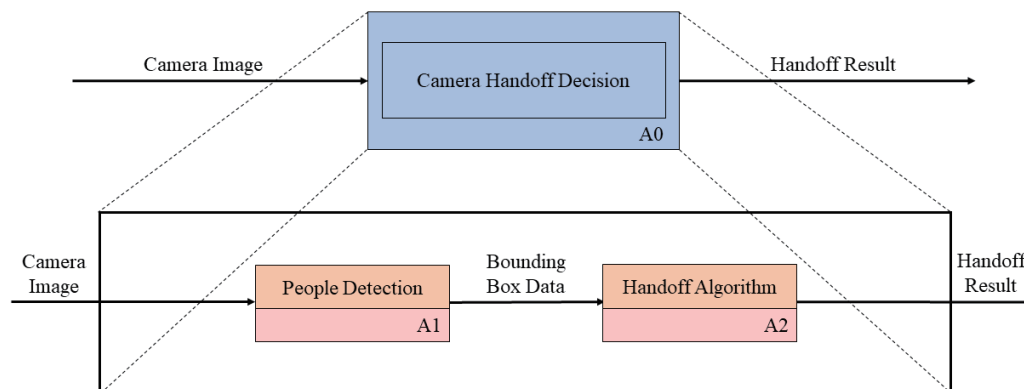 Camera Image
Handoff Result
Camera Handoff Decision
A0
Camera
Image
People Detection
A1
Bounding
Box Data
Handoff Algorithm
A2
Handoff
Result